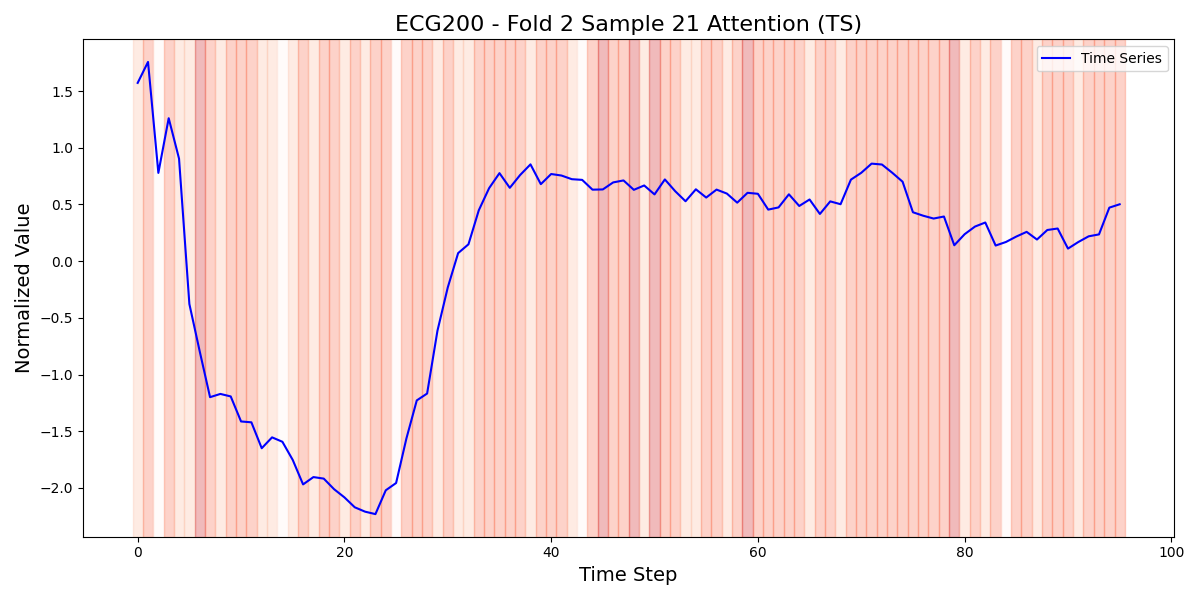 ECG200 - Fold 2 Sample 21 Attention (TS)
Time Series
Normalized Value
1.5
1.0
0.5
0.0
−0.5
−1.0
−1.5
−2.0
0 20 40 60 80 100
Time Step